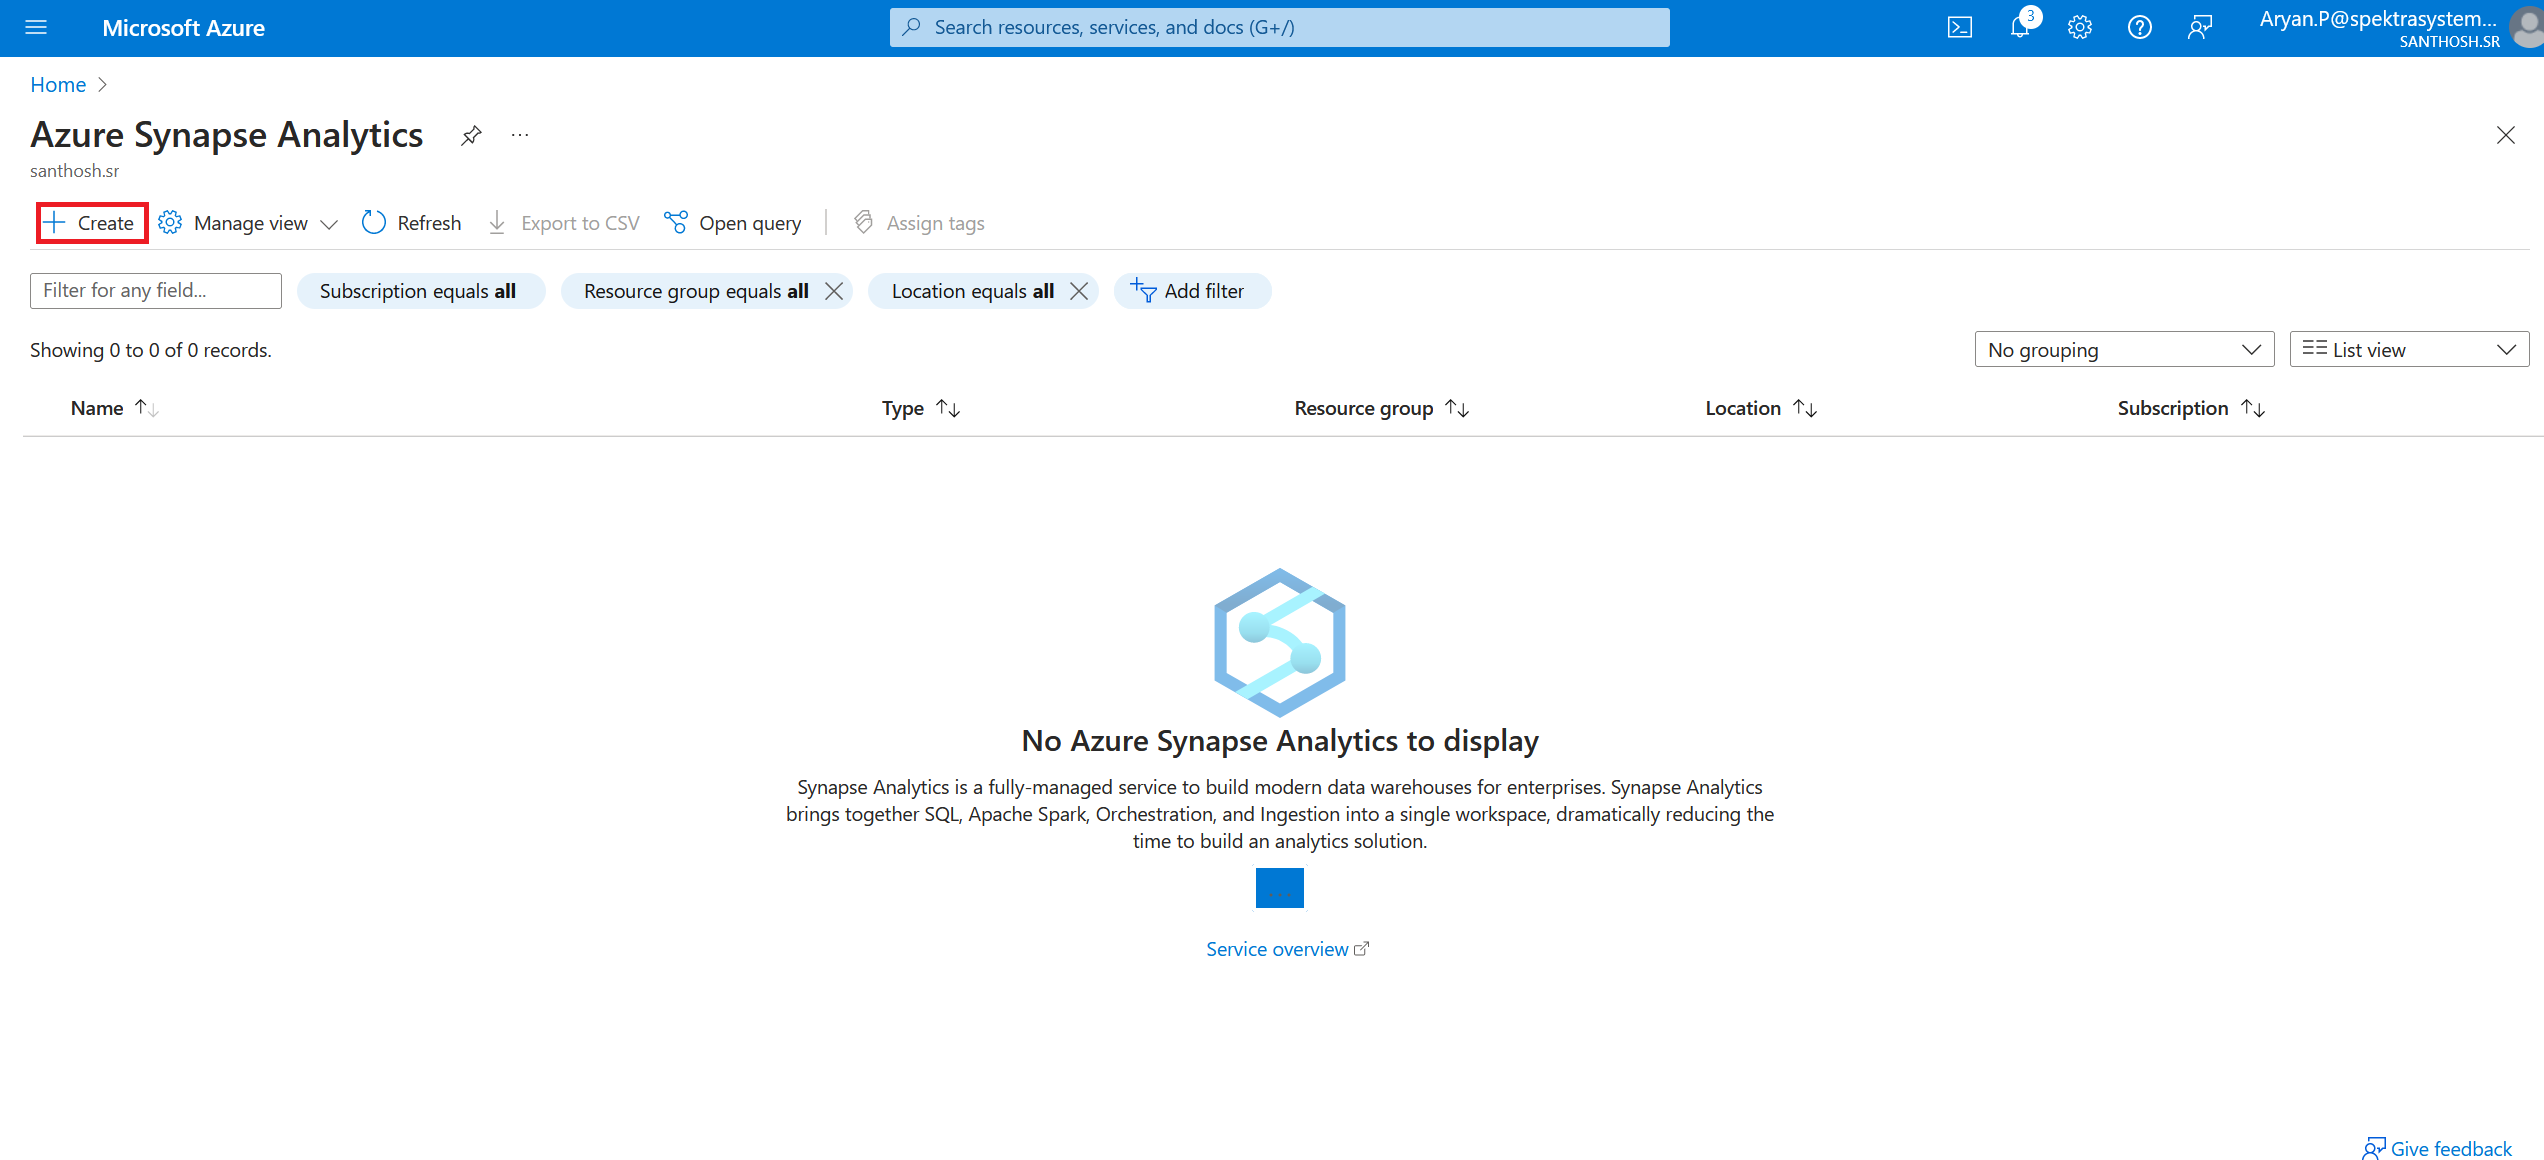 Microsoft Azure
Search resources, services, and docs (G+/)
3
Aryan.P@spektrasystem...
SANTHOSH.SR
Home
Azure Synapse Analytics
...
santhosh.sr
Create
Manage view
Refresh
Export to CSV
Open query
Assign tags
Filter for any field...
Subscription equals all
Resource group equals all
Location equals all
Add filter
Showing 0 to 0 of 0 records.
No grouping
List view
Name
Type
Resource group
Location
Subscription
No Azure Synapse Analytics to display
Synapse Analytics is a fully-managed service to build modern data warehouses for enterprises. Synapse Analytics
brings together SQL, Apache Spark, Orchestration, and Ingestion into a single workspace, dramatically reducing the
time to build an analytics solution.
...
Service overview
Give feedback